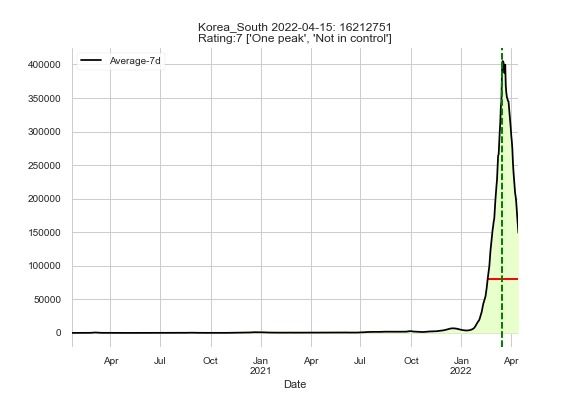 Korea_South 2022-04-15: 16212751
Rating:7 ['One peak', 'Not in control']
Average-7d
400000
350000
300000
250000
200000
150000
100000
50000
0
Apr Jul Oct Jan Apr Jul Oct Jan Apr
2021 2022
Date